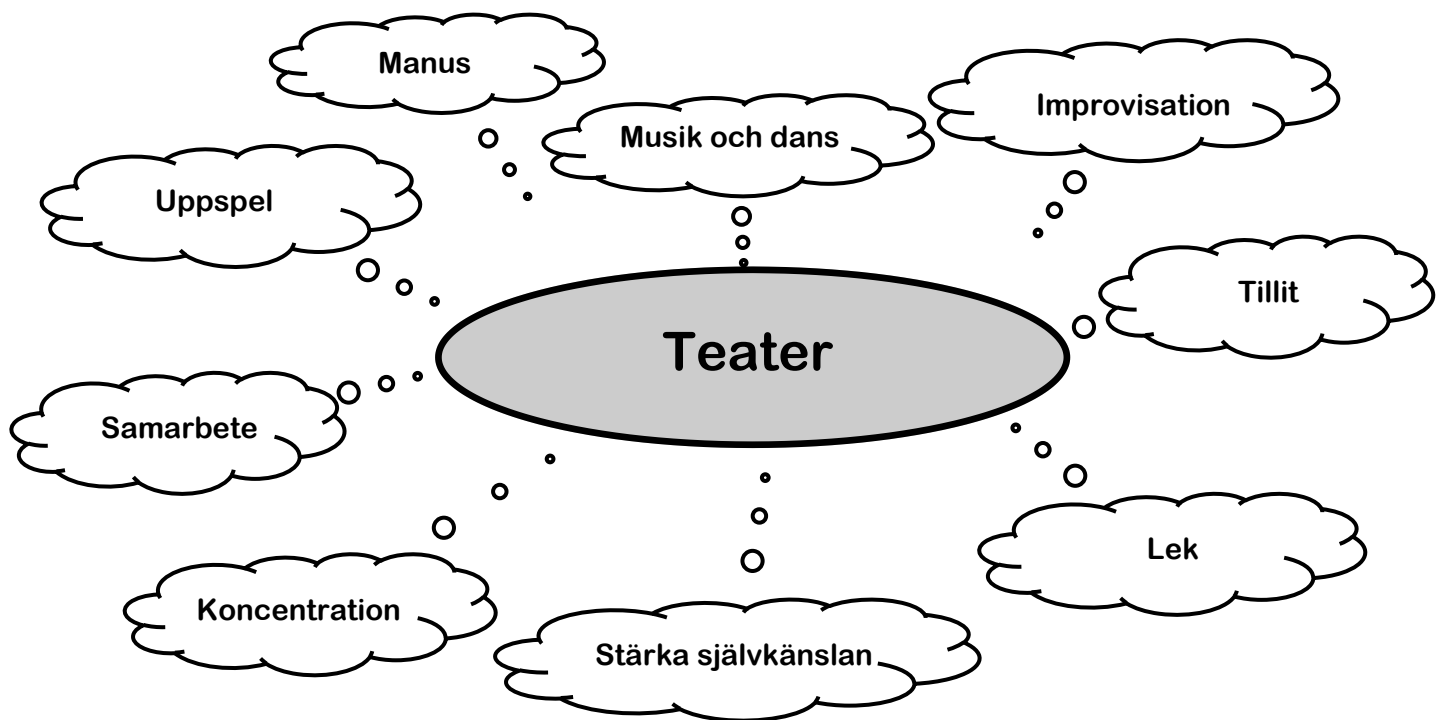 Manus
Improvisation
Musik och dans
Uppspel
Tillit
Teater
Samarbete
Lek
Koncentration
Stärka självkänslan